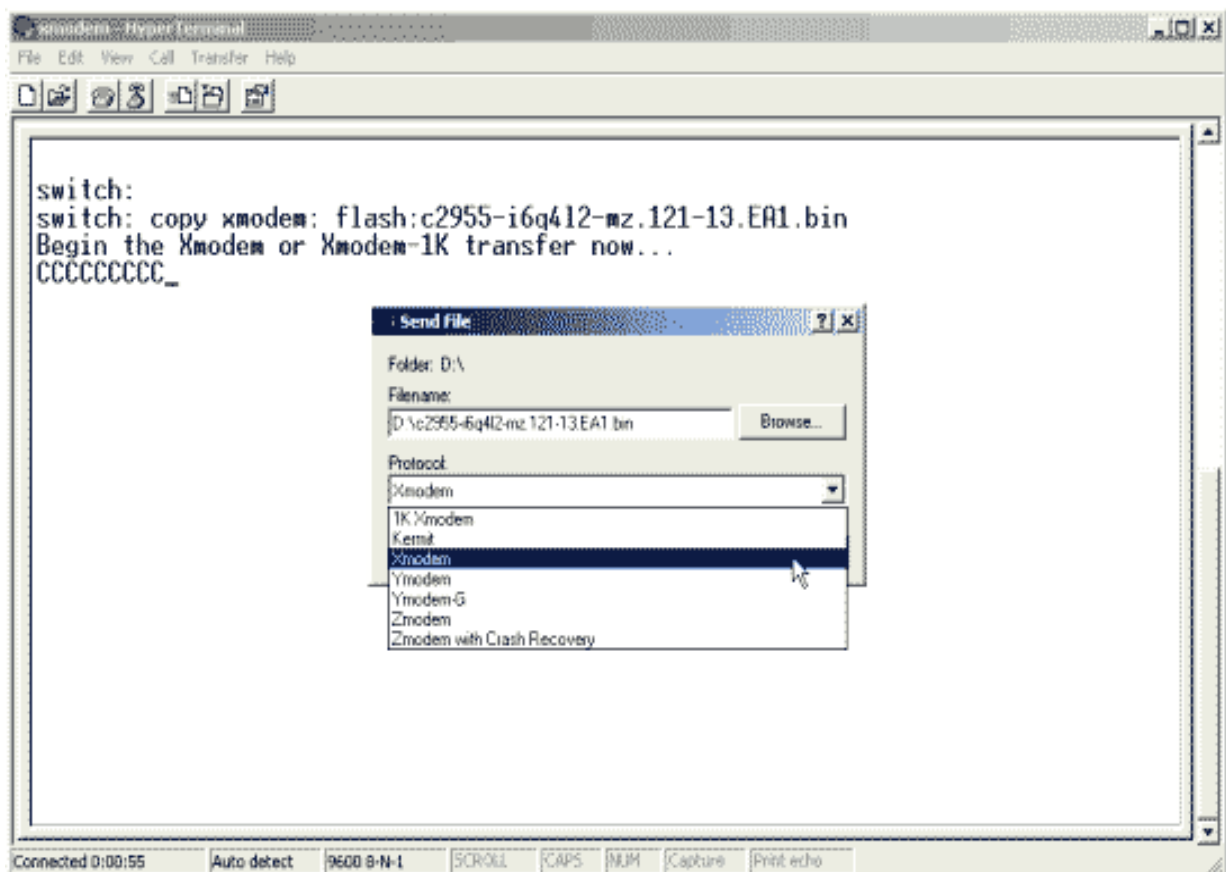 xmodem - HyperTerminal
File Edit View Call Transfer Help
switch:
switch: copy xmodem: flash:c2955-i6q4l2-mz.121-13.EA1.bin
Begin the Xmodem or Xmodem-1K transfer now...
CCCCCCCCC_
Send File
Folder: D:\
Filename:
D:\c2955-i6q4l2-mz.121-13.EA1.bin
Browse...
Protocol:
Xmodem
1K Xmodem
Kermit
Xmodem
Ymodem
Ymodem-G
Zmodem
Zmodem with Crash Recovery
Connected 0:00:55 Auto detect 9600 8-N-1 SCROLL CAPS NUM Capture Print echo